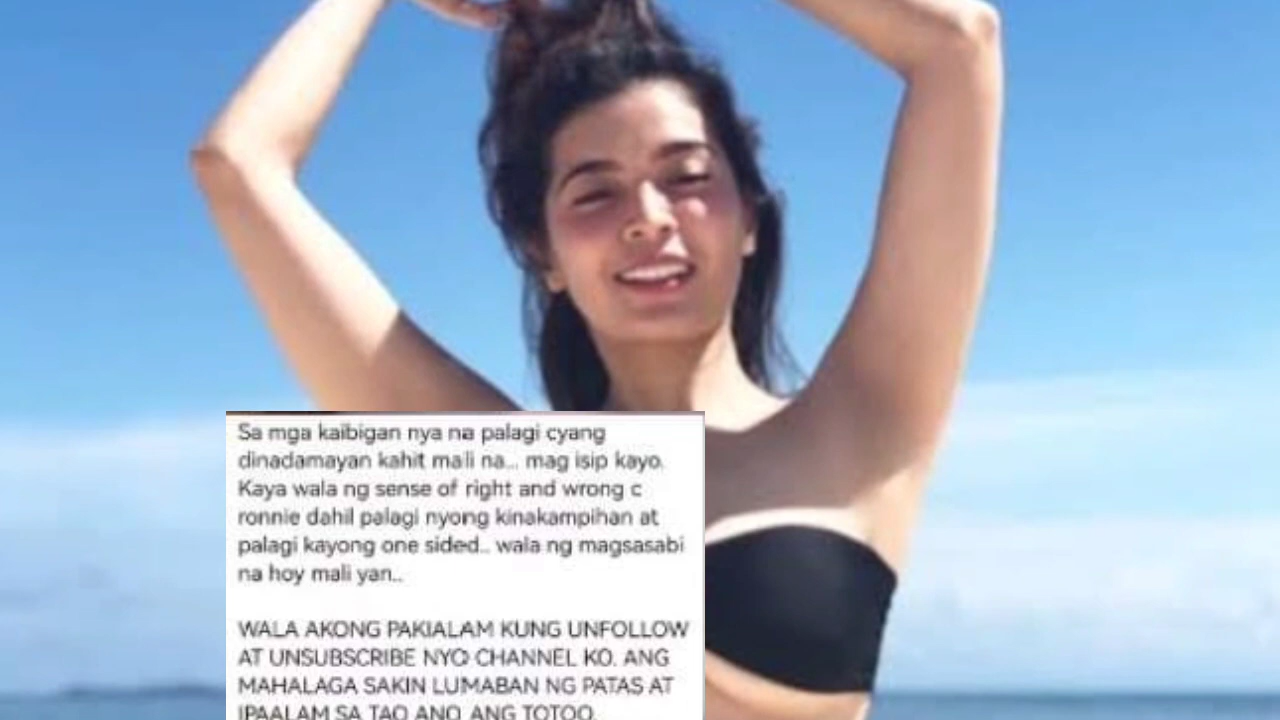 Sa mga kaibigan nya na palagi cyang
dinadamayan kahit mali na... mag isip kayo.
Kaya wala ng sense of right and wrong c
ronnie dahil palagi nyong kinakampihan at
palagi kayong one sided.. wala ng magsasabi
na hoy mali yan..
WALA AKONG PAKIALAM KUNG UNFOLLOW
AT UNSUBSCRIBE NYO CHANNEL KO. ANG
MAHALAGA SAKIN LUMABAN NG PATAS AT
IPAALAM SA TAO ANO ANG TOTOO.